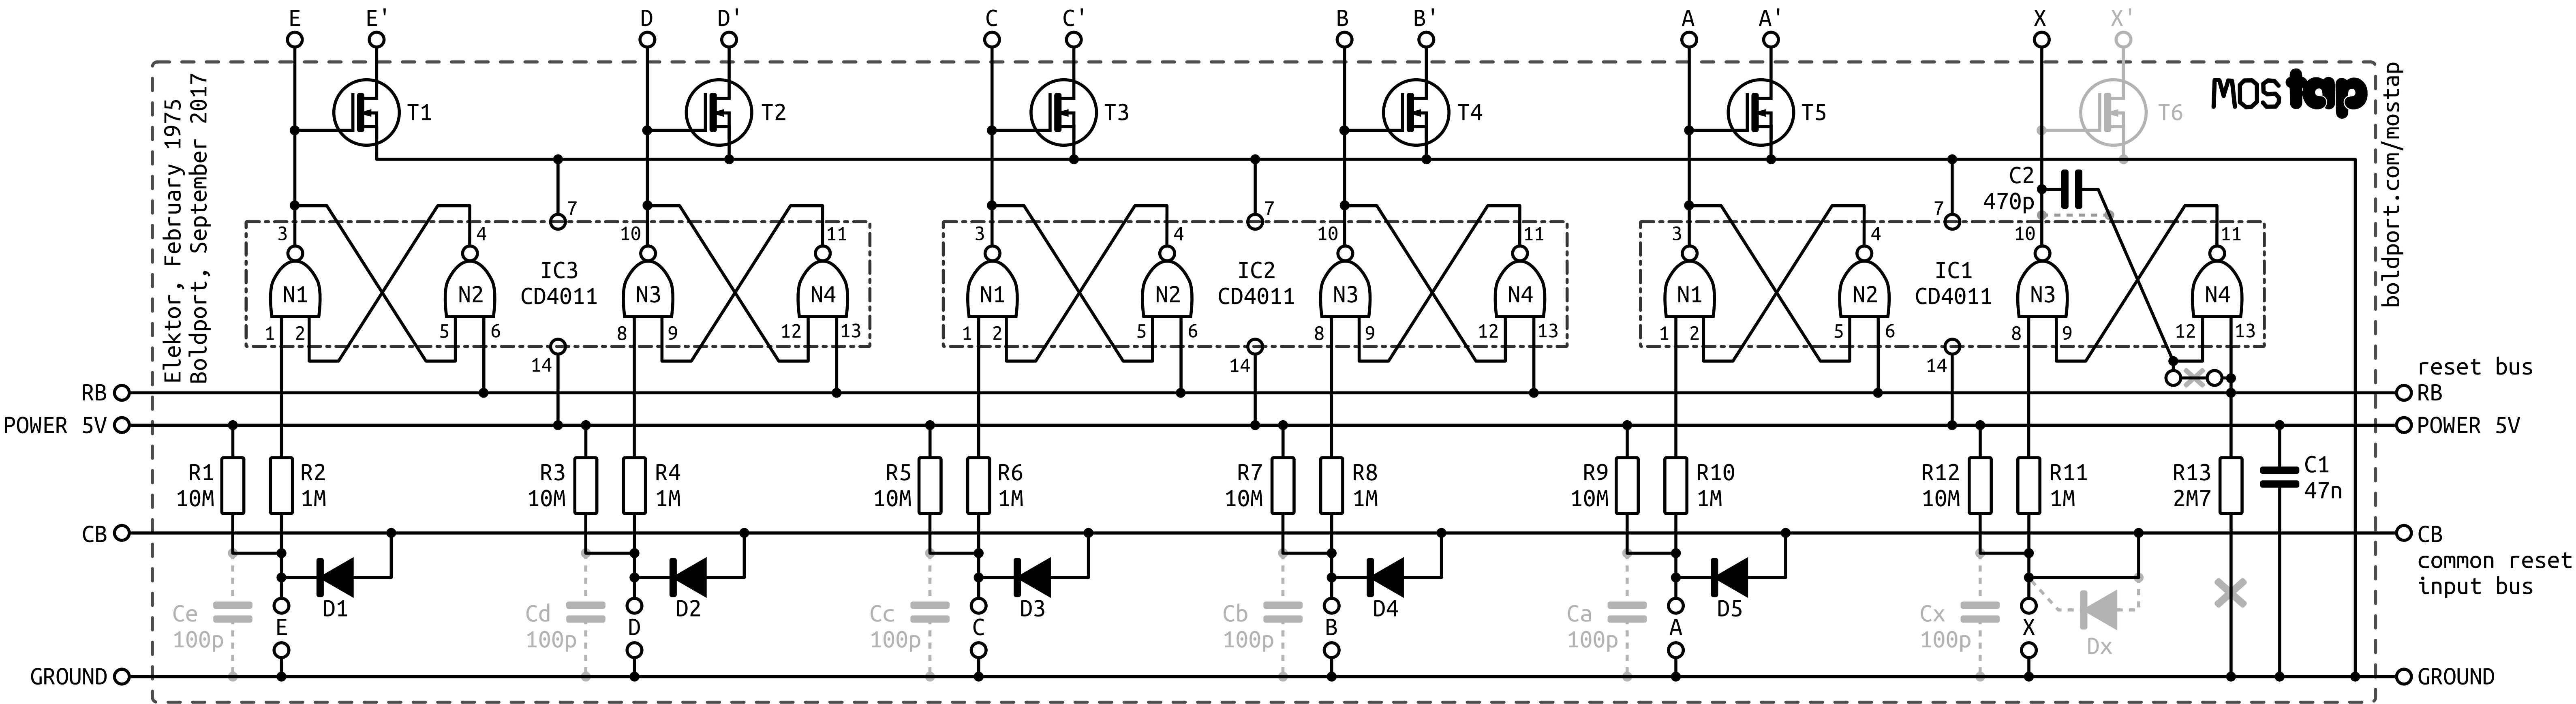 E E' D D' C C' B B' A A' X X'
T1 T2 T3 T4 T5 T6
mostap
boldport.com/mostap
Elektor, February 1975
Boldport, September 2017
C2
470p
7 7 7
3 4 10 11 3 4 10 11 3 4 10 11
IC3 IC2 IC1
CD4011 CD4011 CD4011
N1 N2 N3 N4 N1 N2 N3 N4 N1 N2 N3 N4
1 2 5 6 8 9 12 13 1 2 5 6 8 9 12 13 1 2 5 6 8 9 12 13
14 14 14
reset bus
RB RB
POWER 5V POWER 5V
R1 R2 R3 R4 R5 R6 R7 R8 R9 R10 R12 R11 R13 C1
10M 1M 10M 1M 10M 1M 10M 1M 10M 1M 10M 1M 2M7 47n
CB CB
common reset
input bus
D1 D2 D3 D4 D5 Dx
Ce Cd Cc Cb Ca Cx
100p 100p 100p 100p 100p 100p
E D C B A X
GROUND GROUND